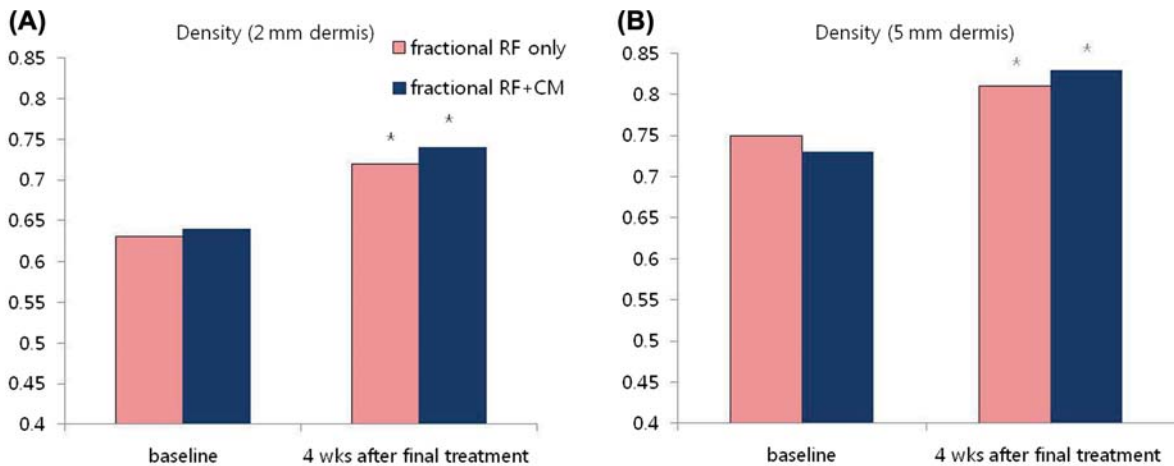 (A)
Density (2 mm dermis)
fractional RF only
fractional RF+CM
0.85
0.8
0.75
0.7
0.65
0.6
0.55
0.5
0.45
0.4
* *
baseline 4 wks after final treatment
(B)
Density (5 mm dermis)
0.85
0.8
0.75
0.7
0.65
0.6
0.55
0.5
0.45
0.4
* *
baseline 4 wks after final treatment